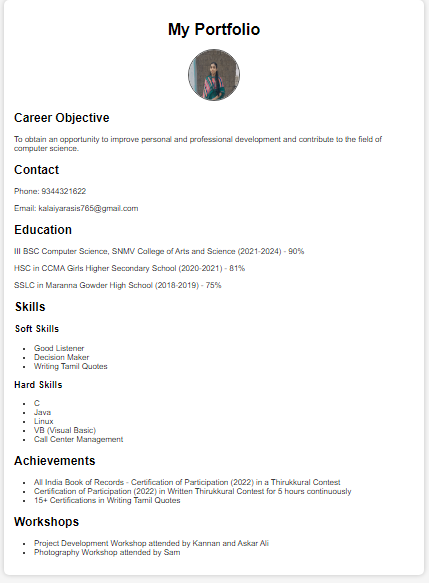 My Portfolio
Career Objective
To obtain an opportunity to improve personal and professional development and contribute to the field of
computer science.
Contact
Phone: 9344321622
Email: kalaiyarasis765@gmail.com
Education
III BSC Computer Science, SNMV College of Arts and Science (2021-2024) - 90%
HSC in CCMA Girls Higher Secondary School (2020-2021) - 81%
SSLC in Maranna Gowder High School (2018-2019) - 75%
Skills
Soft Skills
Good Listener
Decision Maker
Writing Tamil Quotes
Hard Skills
C
Java
Linux
VB (Visual Basic)
Call Center Management
Achievements
All India Book of Records - Certification of Participation (2022) in a Thirukkural Contest
Certification of Participation (2022) in Written Thirukkural Contest for 5 hours continuously
15+ Certifications in Writing Tamil Quotes
Workshops
Project Development Workshop attended by Kannan and Askar Ali
Photography Workshop attended by Sam